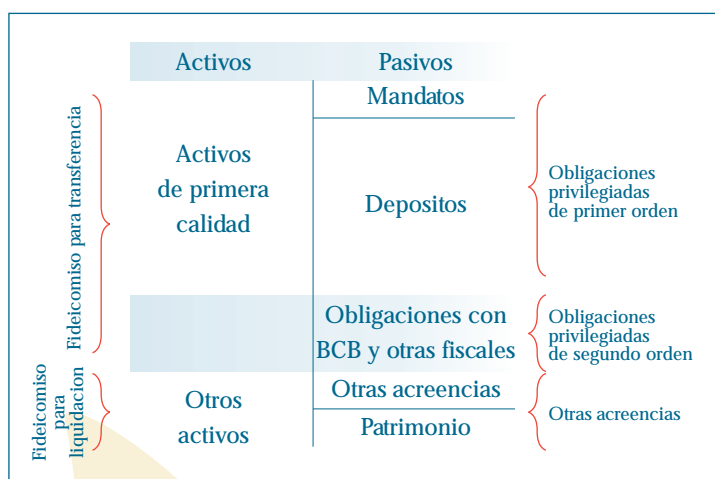 Activos
Pasivos
Fideicomiso para transferencia
Activos
de primera
calidad
Mandatos
Depositos
Obligaciones
privilegiadas
de primer orden
Obligaciones con
BCB y otras fiscales
Obligaciones
privilegiadas
de segundo orden
Fideicomiso
para
liquidacion
Otros
activos
Otras acreencias
Patrimonio
Otras acreencias